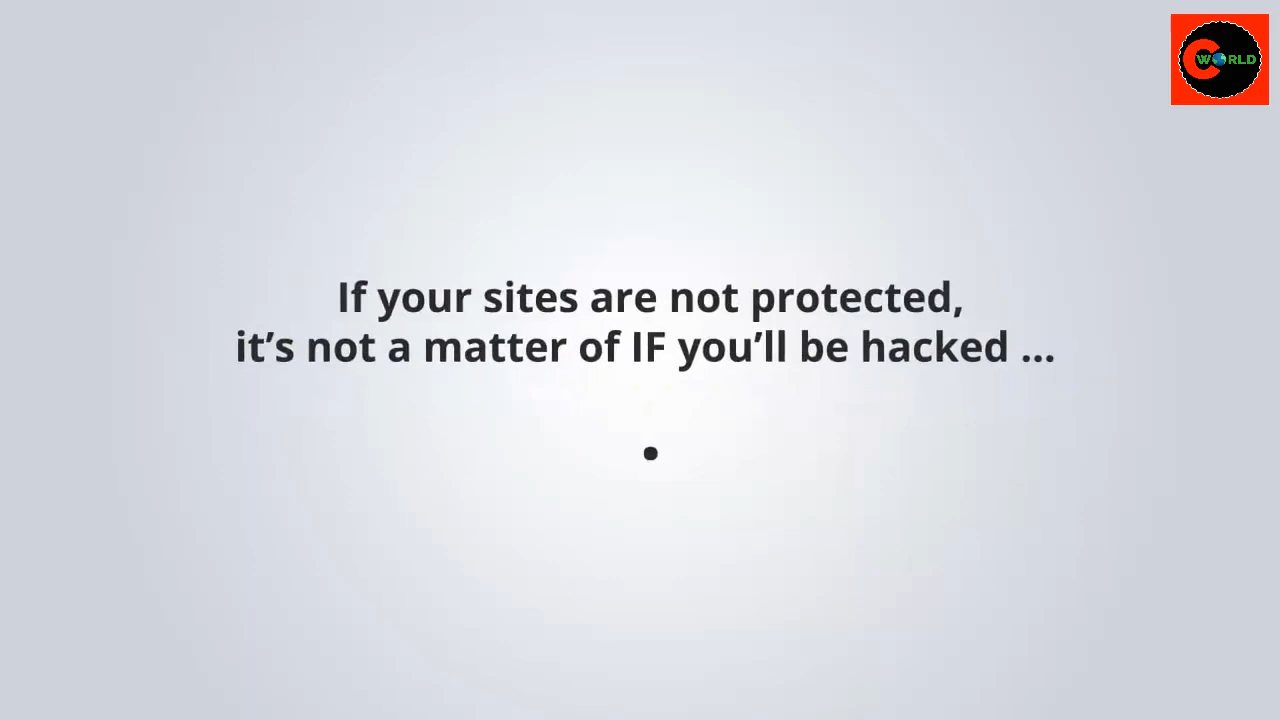 C WORLD
If your sites are not protected,
it’s not a matter of IF you’ll be hacked ...
.